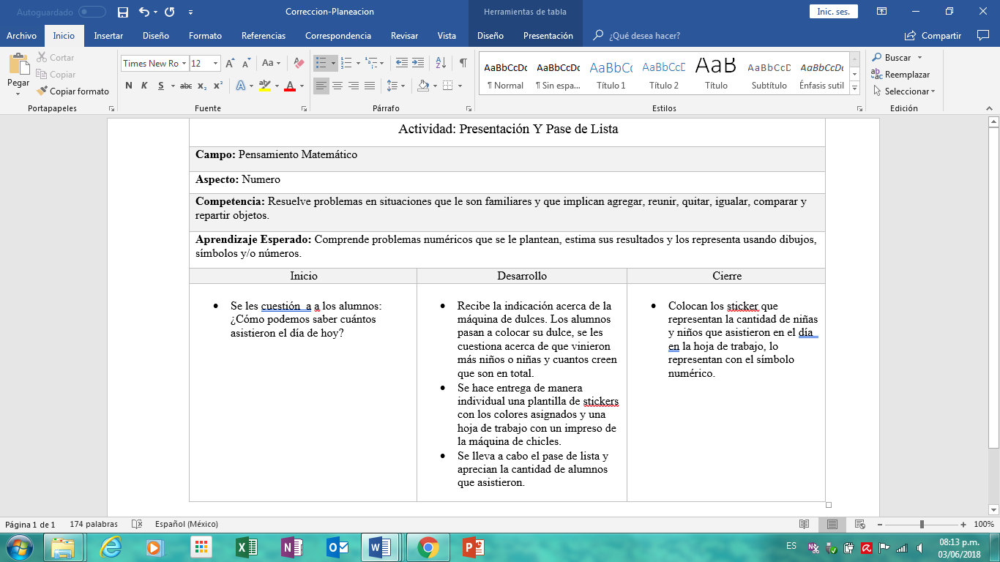 Autoguardado
Correccion-Planeacion
Herramientas de tabla
Inic. ses.
Archivo Inicio Insertar Diseño Formato Referencias Correspondencia Revisar Vista Diseño Presentación ¿Qué desea hacer? Compartir
Pegar
Cortar
Copiar
Copiar formato
Portapapeles
Times New Ro 12
N K S abc x₂ x²
Fuente
Párrafo
AaBbCcDc AaBbCcDc AaBbCc AaBbCcD AaB AaBbCcD AaBbCcDc
¶ Normal ¶ Sin espa... Título 1 Título 2 Título Subtítulo Énfasis sutil
Estilos
Buscar
Reemplazar
Seleccionar
Edición
Actividad: Presentación Y Pase de Lista
Campo: Pensamiento Matemático
Aspecto: Numero
Competencia: Resuelve problemas en situaciones que le son familiares y que implican agregar, reunir, quitar, igualar, comparar y
repartir objetos.
Aprendizaje Esperado: Comprende problemas numéricos que se le plantean, estima sus resultados y los representa usando dibujos,
símbolos y/o números.
Inicio
Desarrollo
Cierre
• Se les cuestión  a a los alumnos:
¿Cómo podemos saber cuántos
asistieron el día de hoy?
• Recibe la indicación acerca de la
máquina de dulces. Los alumnos
pasan a colocar su dulce, se les
cuestiona acerca de que vinieron
más niños o niñas y cuantos creen
que son en total.
• Se hace entrega de manera
individual una plantilla de stickers
con los colores asignados y una
hoja de trabajo con un impreso de
la máquina de chicles.
• Se lleva a cabo el pase de lista y
aprecian la cantidad de alumnos
que asistieron.
• Colocan los sticker que
representan la cantidad de niñas
y niños que asistieron en el día
en la hoja de trabajo, lo
representan con el símbolo
numérico.
Página 1 de 1 174 palabras Español (México) 100%
ES
08:13 p.m.
03/06/2018